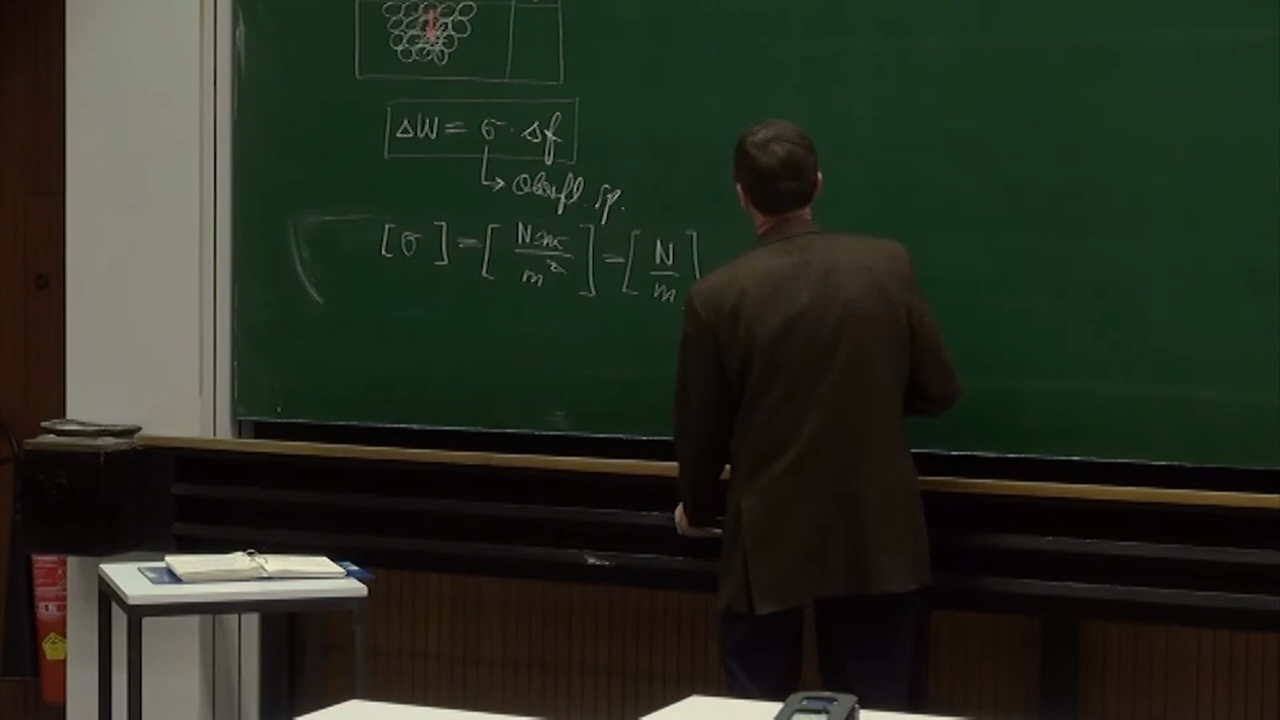 ΔW = σ · Δf
↳ Oberfl. sp.
[σ] = [Nm/m²] = [N/m]